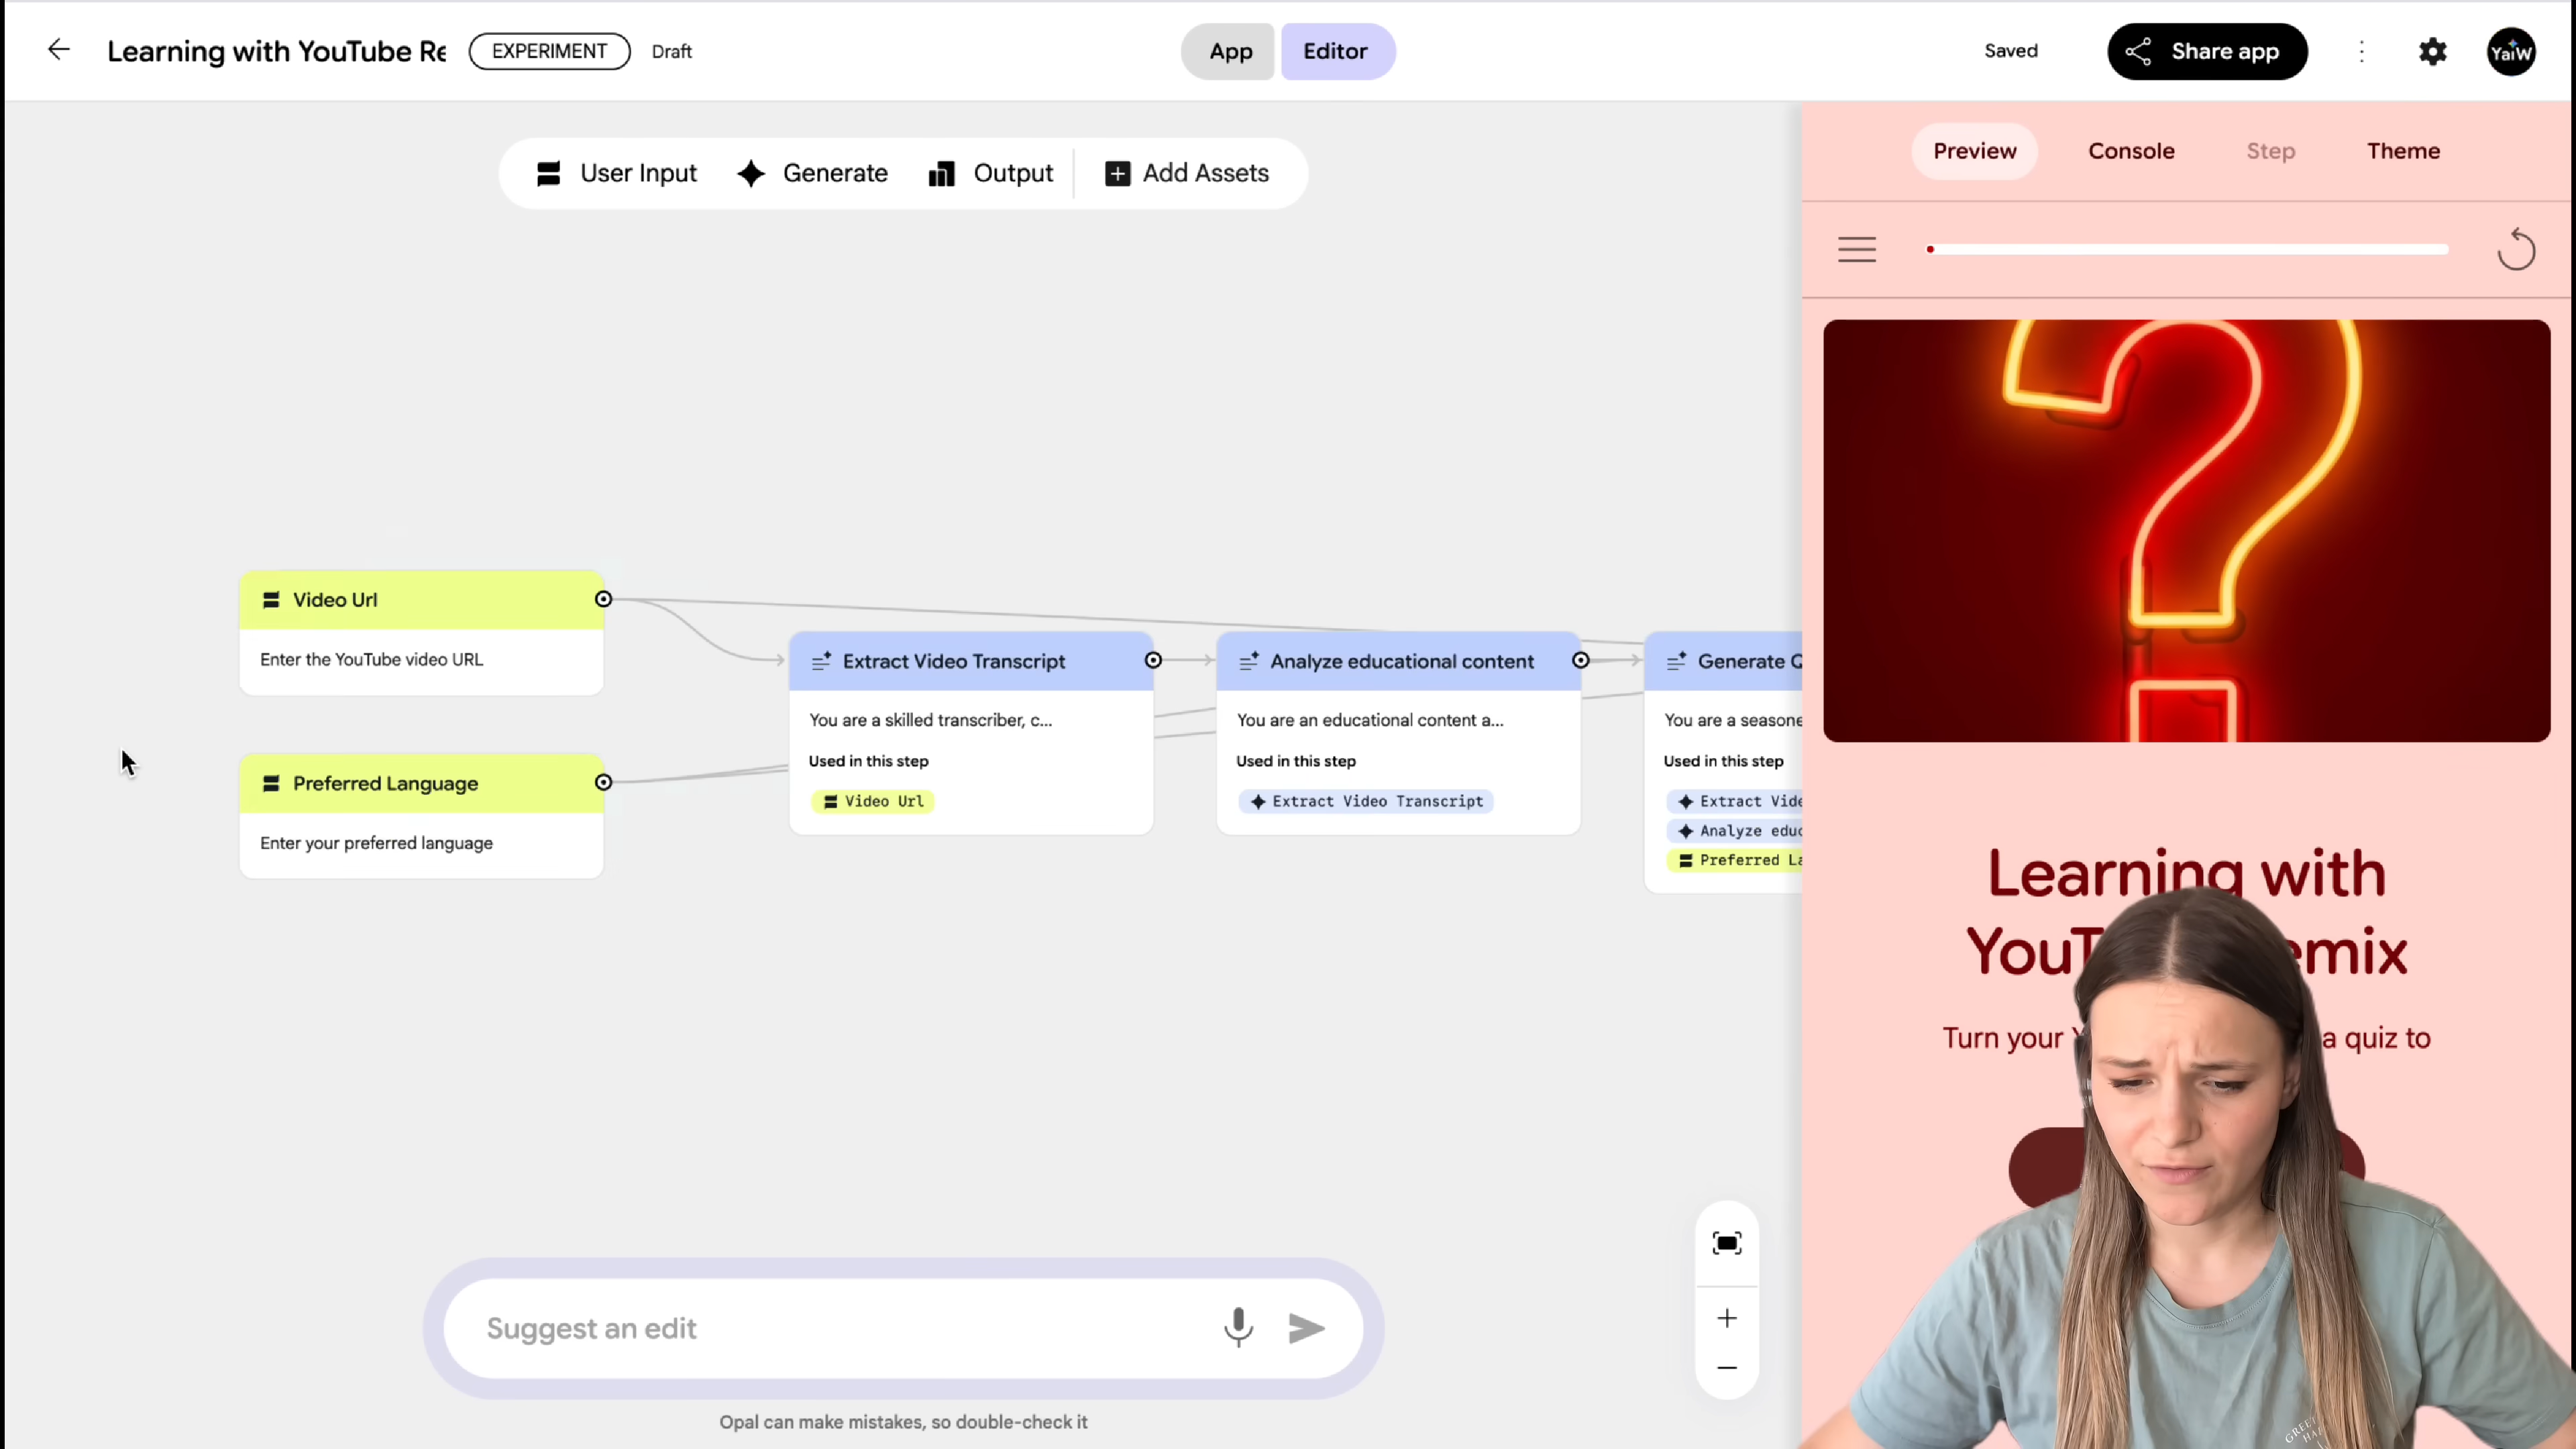 Learning with YouTube Re
EXPERIMENT
Draft
App
Editor
Saved
Share app
YaiW
User Input
Generate
Output
Add Assets
Preview
Console
Step
Theme
Video Url
Enter the YouTube video URL
Preferred Language
Enter your preferred language
Extract Video Transcript
You are a skilled transcriber, c...
Used in this step
Video Url
Analyze educational content
You are an educational content a...
Used in this step
Extract Video Transcript
Generate Q
You are a seasone
Used in this step
Extract Vide
Analyze educ
Preferred La
Learning with
YouT emix
Turn your Y a quiz to
Suggest an edit
Opal can make mistakes, so double-check it